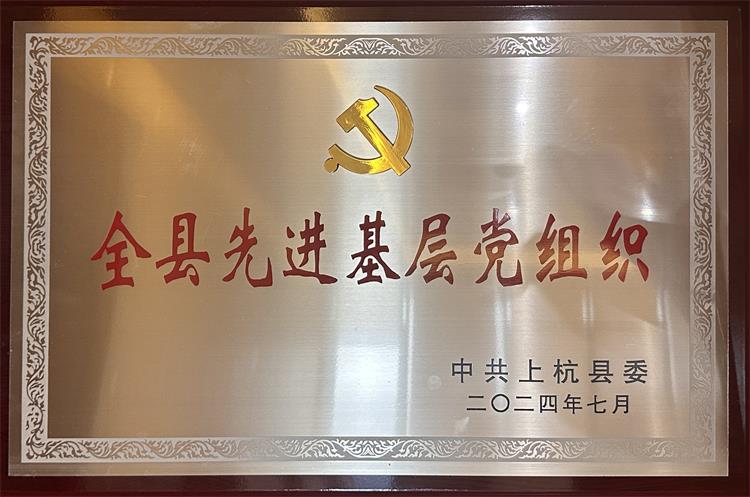 全县先进基层党组织
中共上杭县委
二〇二四年七月